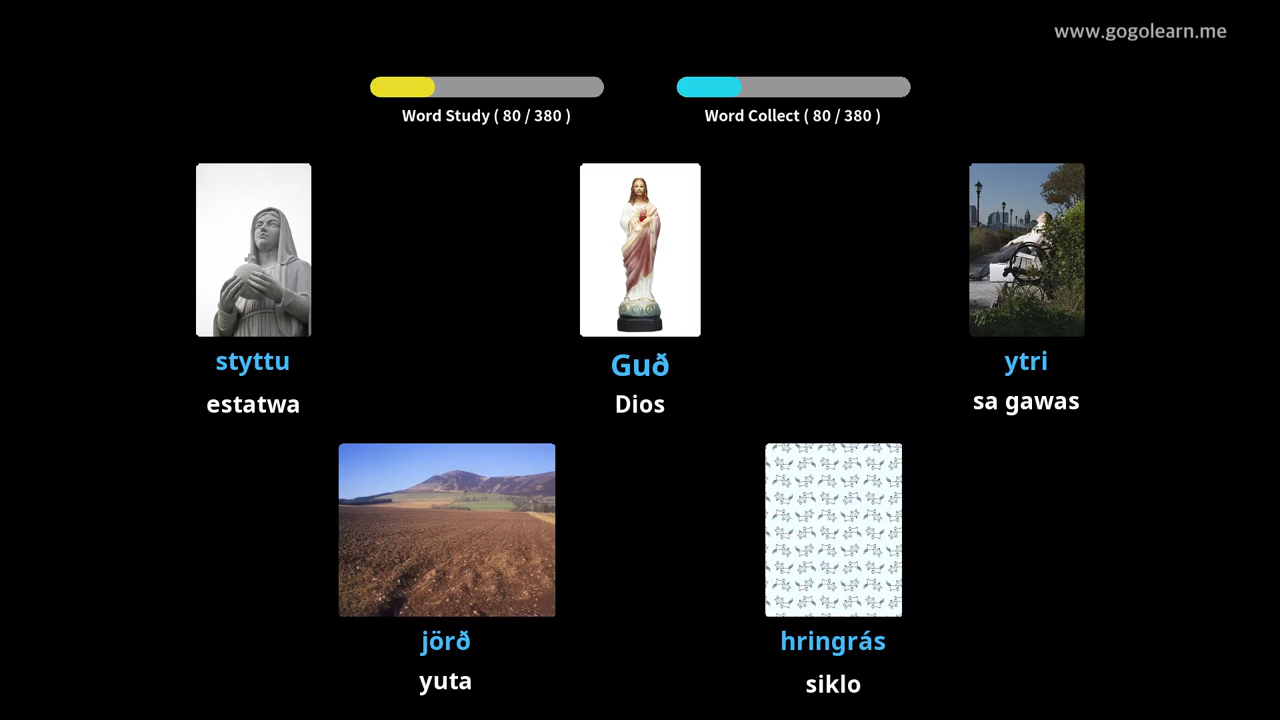 www.gogolearn.me
Word Study ( 80 / 380 )
Word Collect ( 80 / 380 )
styttu
estatwa
Guð
Dios
ytri
sa gawas
jörð
yuta
hringrás
siklo